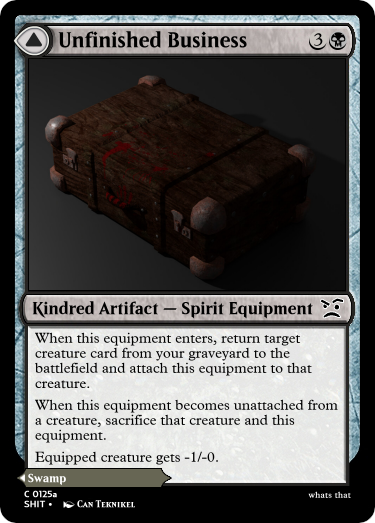 Unfinished Business 3
Kindred Artifact — Spirit Equipment
When this equipment enters, return target
creature card from your graveyard to the
battlefield and attach this equipment to that
creature.
When this equipment becomes unattached from
a creature, sacrifice that creature and this
equipment.
Equipped creature gets -1/-0.
Swamp
C 0125a
SHIT • Can Teknikel
whats that